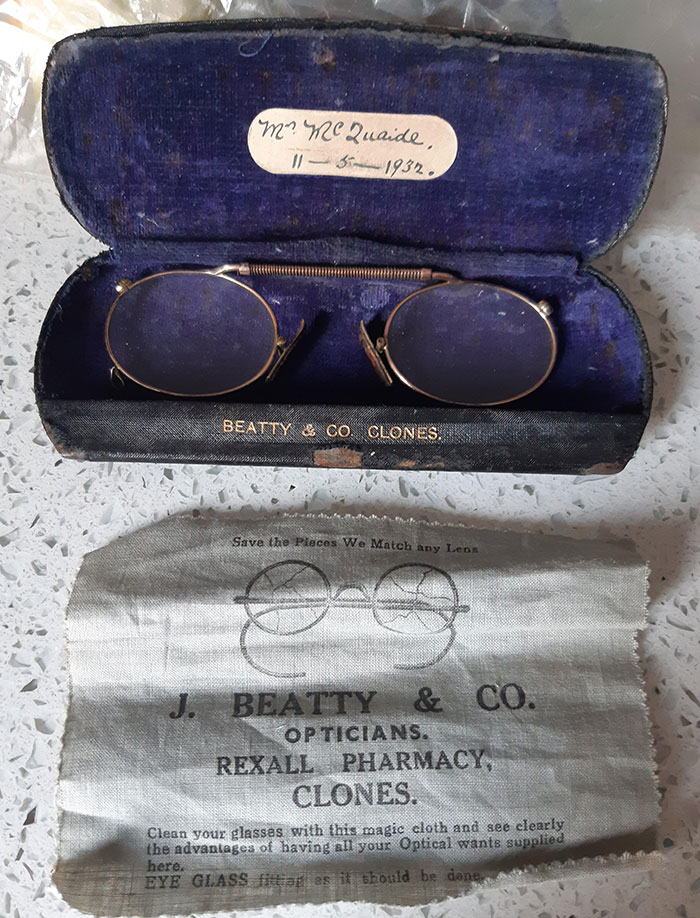 Mr. McQuaide.
11 - 5 - 1932.
BEATTY & CO. CLONES.
Save the Pieces We Match any Lens
J. BEATTY & CO.
OPTICIANS.
REXALL PHARMACY,
CLONES.
Clean your glasses with this magic cloth and see clearly
the advantages of having all your Optical wants supplied
here.
EYE GLASS fitting as it should be done.